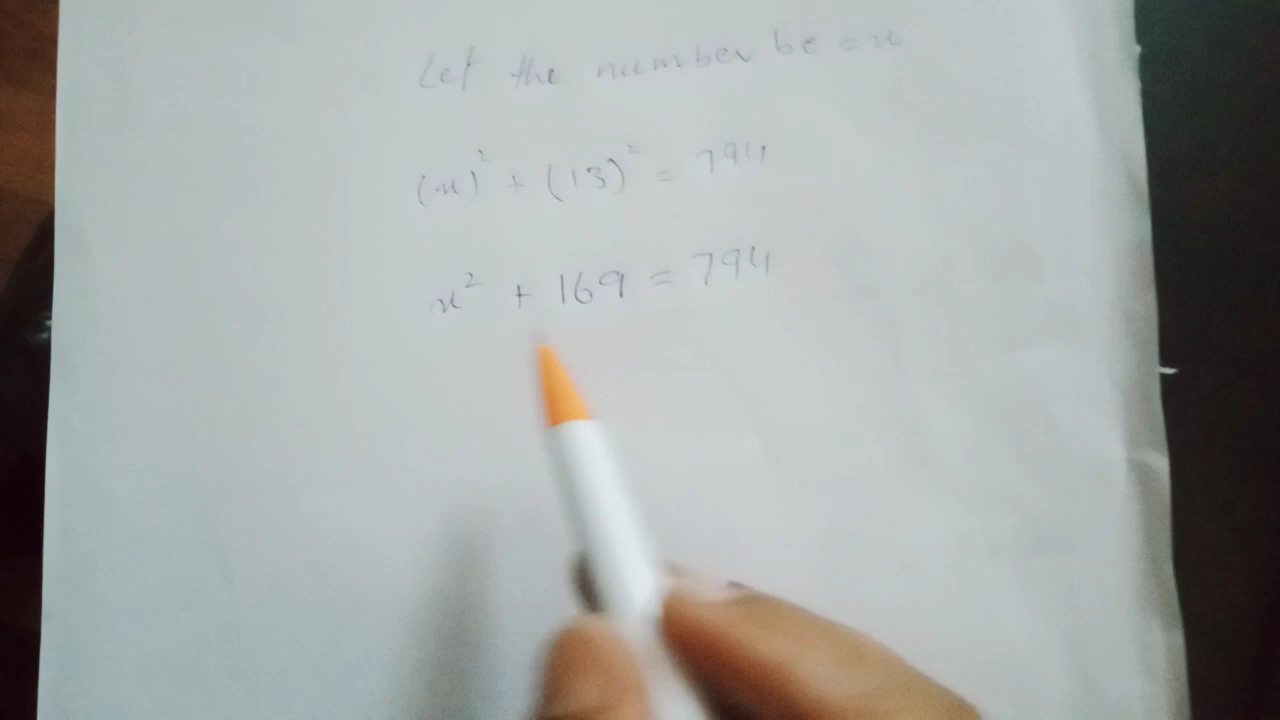 Let the number be = x
(x)² + (13)² = 794
x² + 169 = 794